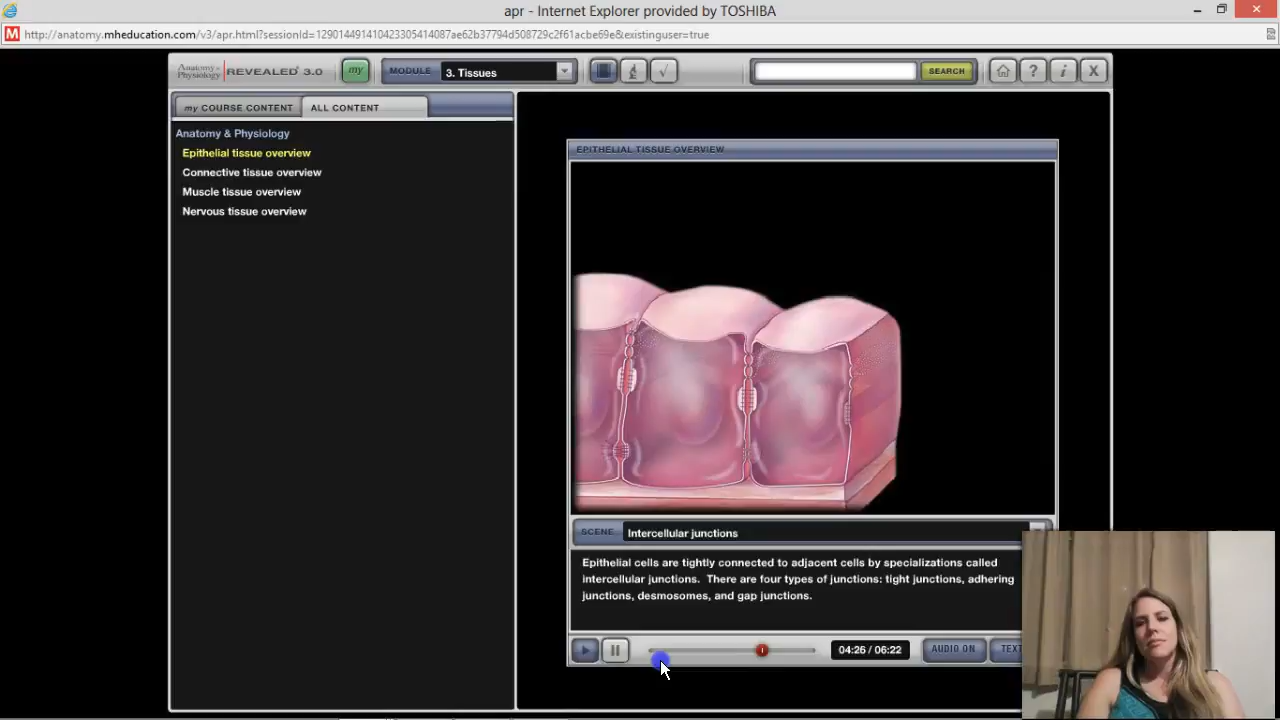 apr - Internet Explorer provided by TOSHIBA
http://anatomy.mheducation.com/v3/apr.html?sessionId=129014491410423305414087ae62b37794d508729c2f61acbe69e&existinguser=true
Anatomy & Physiology | REVEALED 3.0 my MODULE 3. Tissues SEARCH ? i X
my COURSE CONTENT ALL CONTENT
Anatomy & Physiology
Epithelial tissue overview
Connective tissue overview
Muscle tissue overview
Nervous tissue overview
EPITHELIAL TISSUE OVERVIEW
SCENE Intercellular junctions
Epithelial cells are tightly connected to adjacent cells by specializations called
intercellular junctions. There are four types of junctions: tight junctions, adhering
junctions, desmosomes, and gap junctions.
04:26 / 06:22 AUDIO ON TEXT